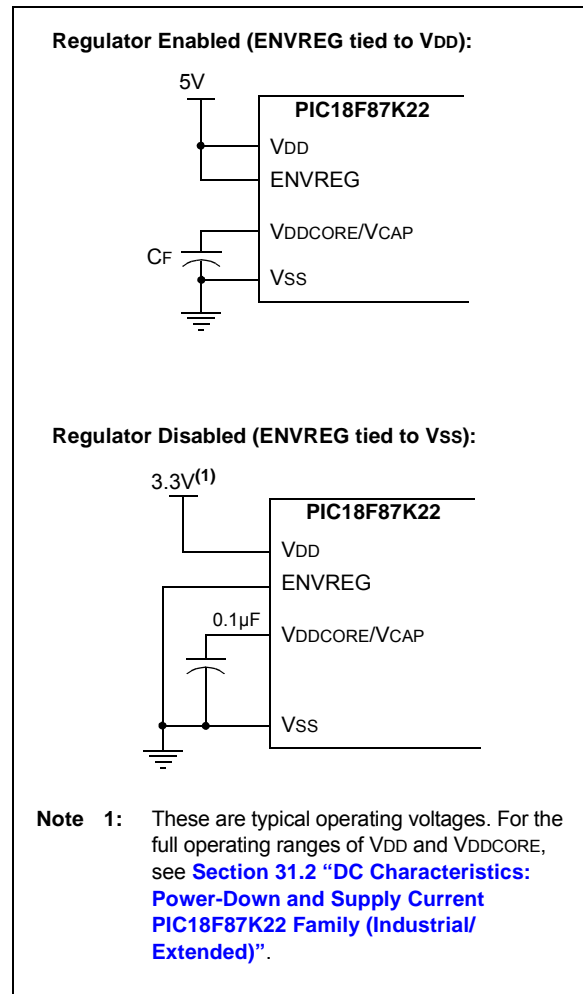 Regulator Enabled (ENVREG tied to VDD):
5V
PIC18F87K22
VDD
ENVREG
VDDCORE/VCAP
CF
VSS
Regulator Disabled (ENVREG tied to VSS):
3.3V(1)
PIC18F87K22
VDD
ENVREG
0.1µF
VDDCORE/VCAP
VSS
Note 1: These are typical operating voltages. For the
full operating ranges of VDD and VDDCORE,
see Section 31.2 “DC Characteristics:
Power-Down and Supply Current
PIC18F87K22 Family (Industrial/
Extended)”.